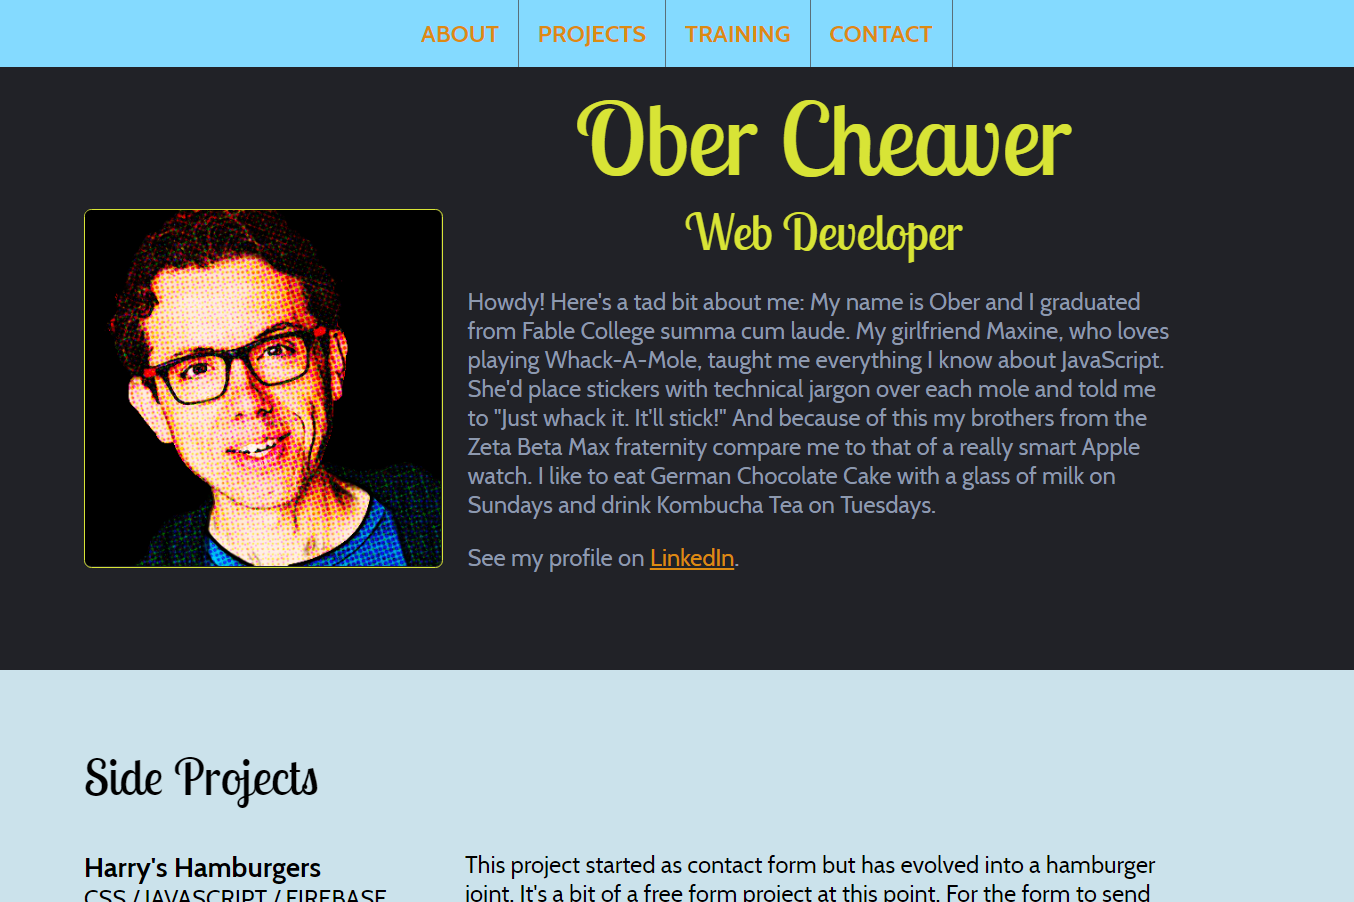 ABOUT PROJECTS TRAINING CONTACT
Ober Cheaver
Web Developer
Howdy! Here's a tad bit about me: My name is Ober and I graduated
from Fable College summa cum laude. My girlfriend Maxine, who loves
playing Whack-A-Mole, taught me everything I know about JavaScript.
She'd place stickers with technical jargon over each mole and told me
to "Just whack it. It'll stick!" And because of this my brothers from the
Zeta Beta Max fraternity compare me to that of a really smart Apple
watch. I like to eat German Chocolate Cake with a glass of milk on
Sundays and drink Kombucha Tea on Tuesdays.
See my profile on LinkedIn.
Side Projects
Harry's Hamburgers
CSS / JAVASCRIPT / FIREBASE
This project started as contact form but has evolved into a hamburger
joint. It's a bit of a free form project at this point. For the form to send